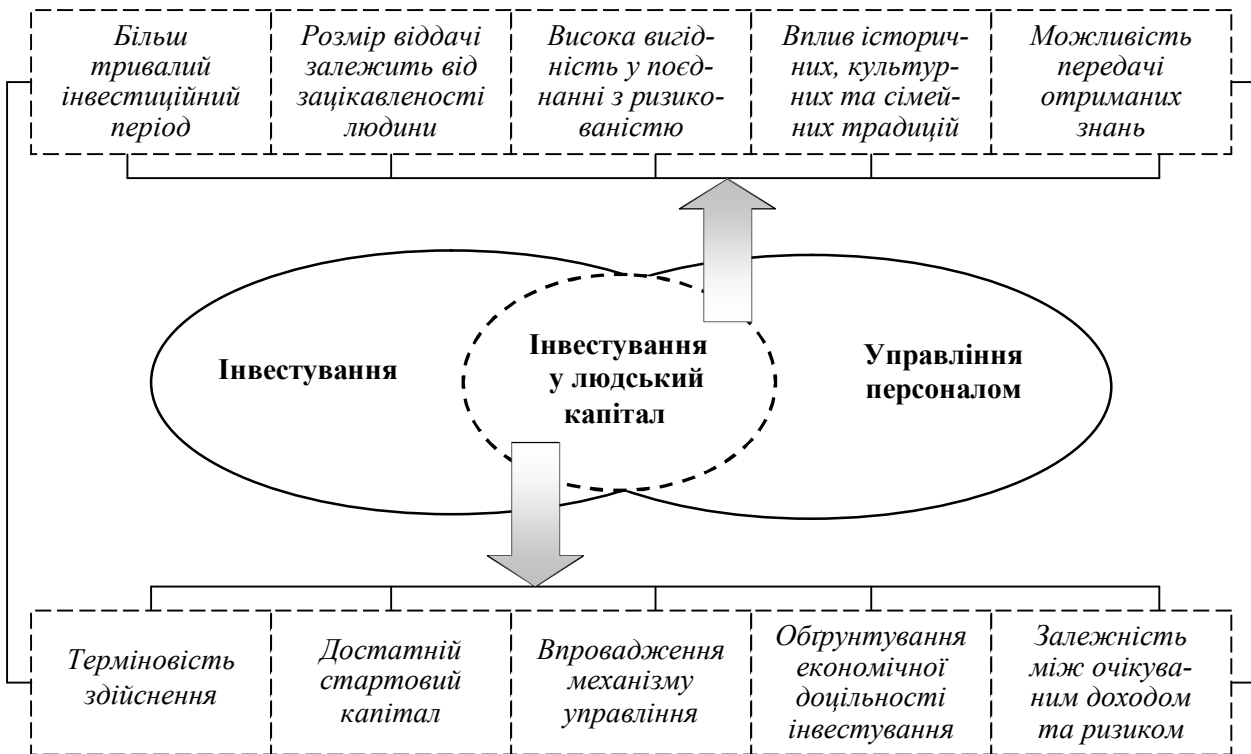 Більш
тривалий
інвестиційний
період
Розмір віддачі
залежить від
зацікавленості
людини
Висока вигід-
ність у поєд-
нанні з ризико-
ваністю
Вплив історич-
них, культур-
них та сімей-
них традицій
Можливість
передачі
отриманих
знань
Інвестування
Інвестування
у людський
капітал
Управління
персоналом
Терміновість
здійснення
Достатній
стартовий
капітал
Впровадження
механізму
управління
Обґрунтування
економічної
доцільності
інвестування
Залежність
між очікува-
ним доходом
та ризиком